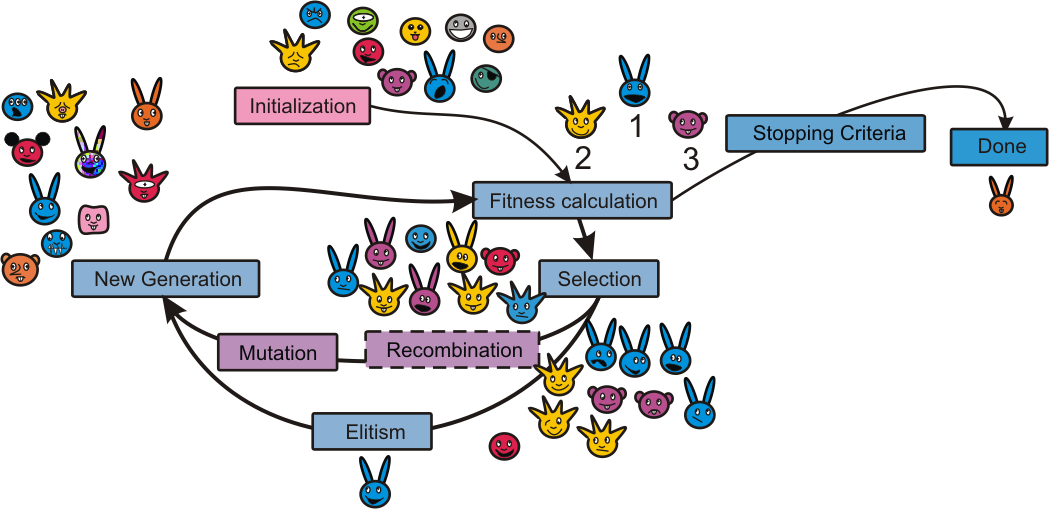 Initialization
1
2
3
Stopping Criteria
Done
Fitness calculation
New Generation
Selection
Mutation
Recombination
Elitism